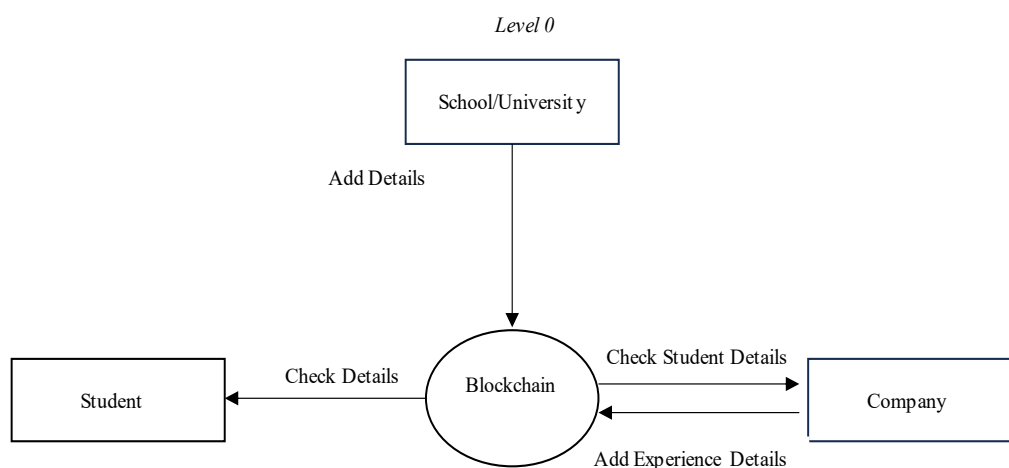 Level 0
School/University
Add Details
Check Student Details
Check Details
Blockchain
Student
Company
Add Experience Details